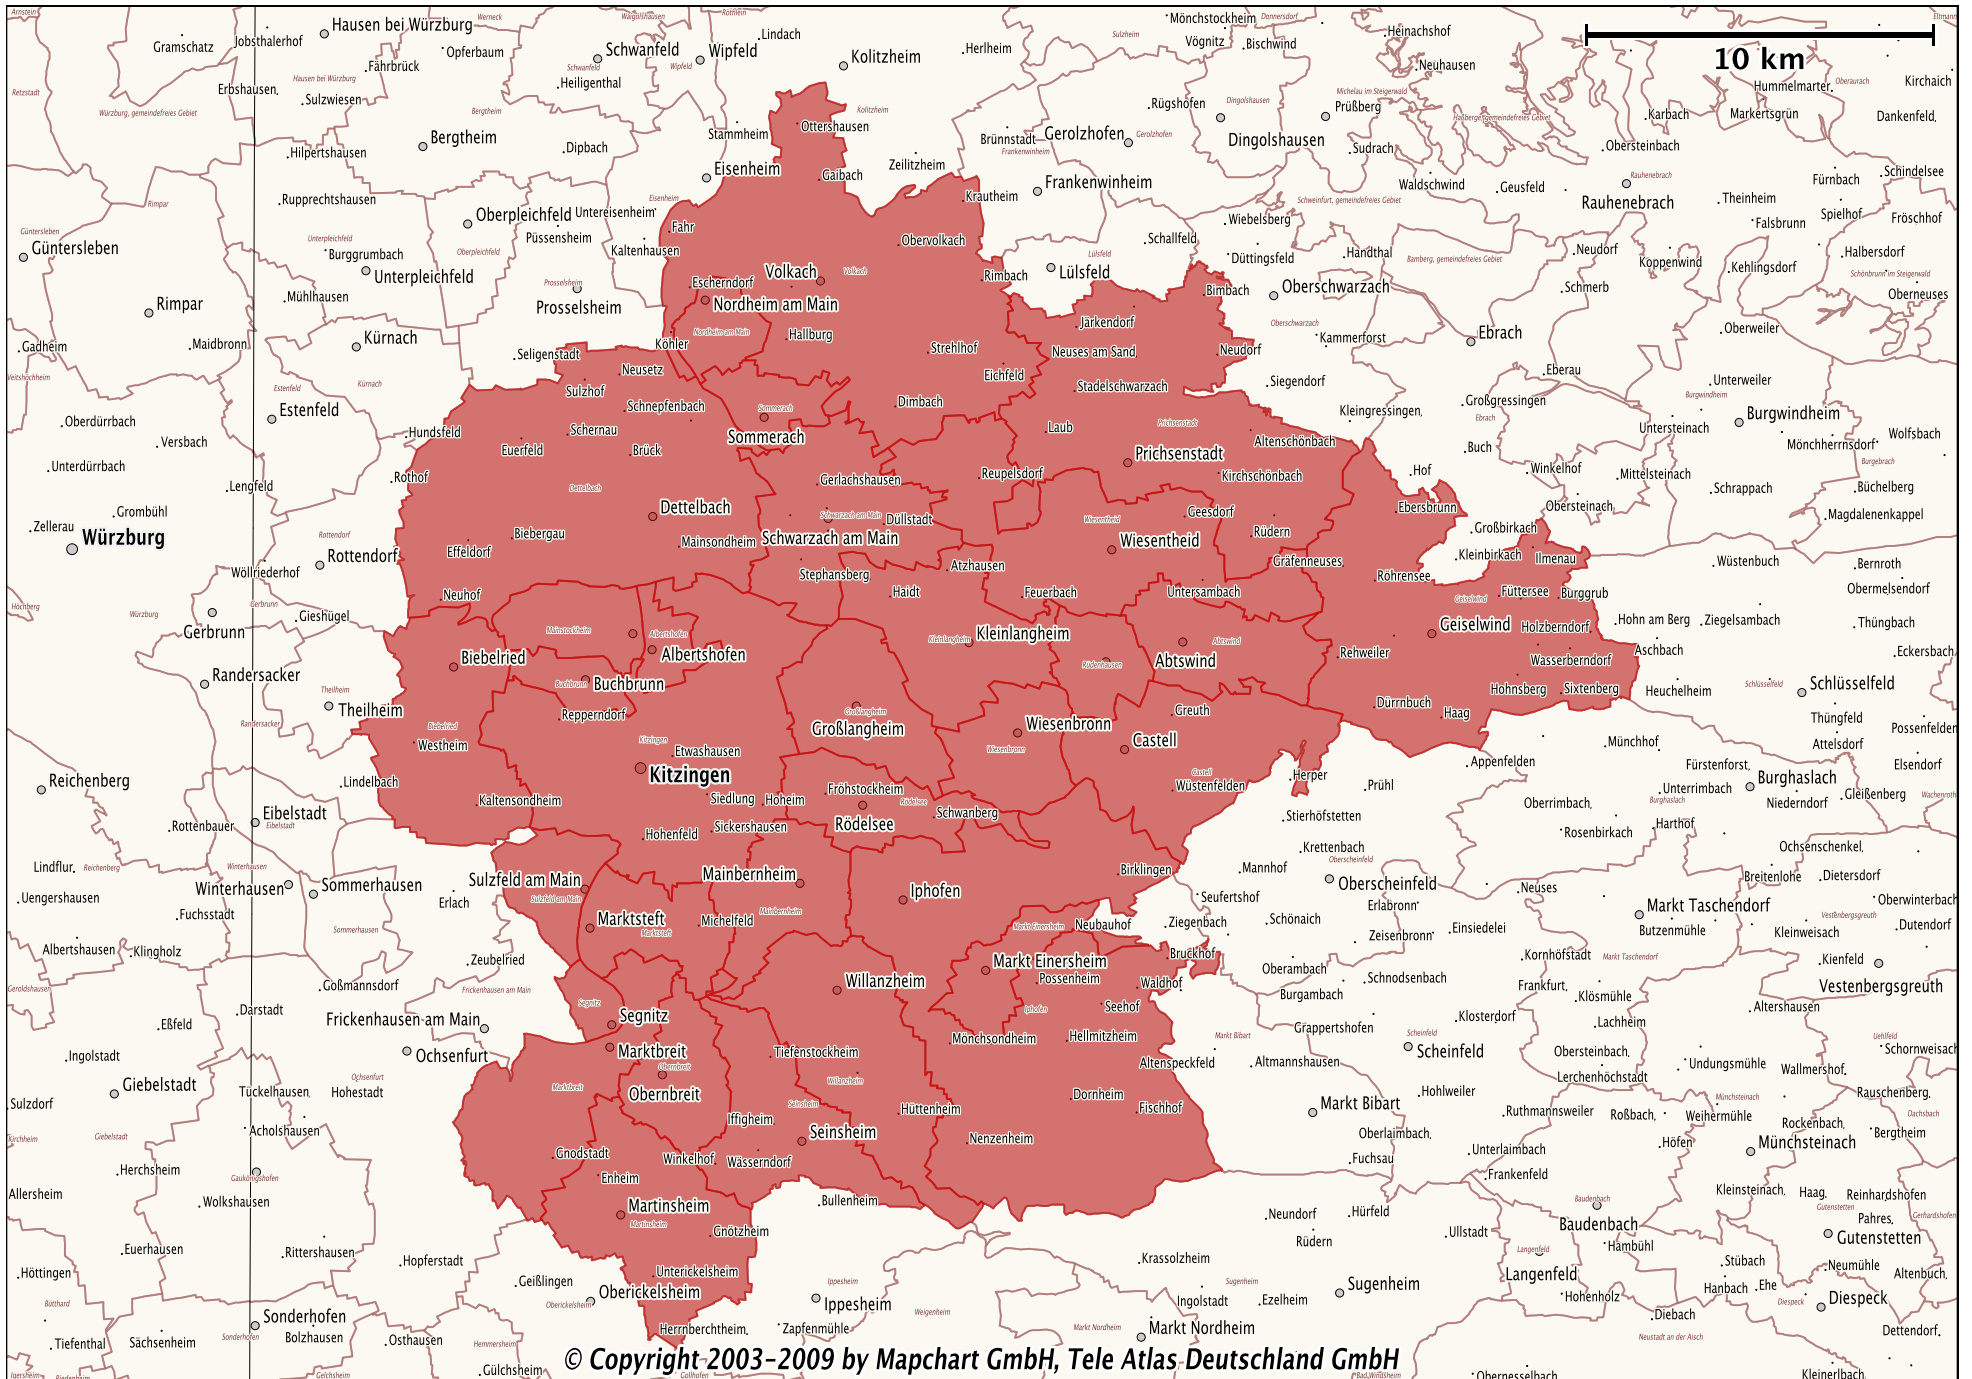 Hausen bei Würzburg
Schwanfeld
Wipfeld
Lindach
Kolitzheim
Herlheim
Mönchstockheim
Vögnitz
Bischwind
Heinachshof
Neuhausen
10 km
Gramschatz
Jobsthalerhof
Opferbaum
Fährbrück
Erbshausen
Sulzwiesen
Heiligenthal
Hummelmarter
Kirchaich
Rügshofen
Prüßberg
Karbach
Markertsgrün
Dankenfeld
Bergtheim
Dipbach
Stammheim
Ottershausen
Brünnstadt
Gerolzhofen
Dingolshausen
Sudrach
Obersteinbach
Hilpertshausen
Eisenheim
Gaibach
Zeilitzheim
Krautheim
Frankenwinheim
Waldschwind
Geusfeld
Rauhenebrach
Fürnbach
Schindelsee
Theinheim
Spielhof
Fröschhof
Falsbrunn
Rupprechtshausen
Oberpleichfeld
Untereisenheim
Püssensheim
Kaltenhausen
Fahr
Obervolkach
Wiebelsberg
Schallfeld
Düttingsfeld
Handthal
Neudorf
Koppenwind
Halbersdorf
Kehlingsdorf
Oberneuses
Güntersleben
Burggrumbach
Unterpleichfeld
Mühlhausen
Prosselsheim
Escherndorf
Volkach
Nordheim am Main
Rimbach
Lülsfeld
Bimbach
Oberschwarzach
Schmerb
Rimpar
Kürnach
Maidbronn
Gadheim
Seligenstadt
Köhler
Hallburg
Strehlhof
Järkendorf
Neuses am Sand
Neudorf
Kammerforst
Ebrach
Oberweiler
Eberau
Unterweiler
Neusetz
Sulzhof
Eichfeld
Stadelschwarzach
Siegendorf
Großgressingen
Kleingressingen
Burgwindheim
Estenfeld
Oberdürrbach
Versbach
Hundsfeld
Schnepfenbach
Schernau
Euerfeld
Brück
Sommerach
Dimbach
Laub
Prichsenstadt
Altenschönbach
Kirchschönbach
Buch
Untersteinach
Mönchherrnsdorf
Wolfsbach
Unterdürrbach
Lengfeld
Rothof
Gerlachshausen
Reupelsdorf
Hof
Winkelhof
Mittelsteinach
Schrappach
Büchelberg
Magdalenenkappel
Grombühl
Zellerau
Würzburg
Dettelbach
Biebergau
Effeldorf
Mainsondheim
Düllstadt
Schwarzach am Main
Geesdorf
Wiesentheid
Rüdern
Ebersbrunn
Obersteinach
Großbirkach
Kleinbirkach
Ilmenau
Wüstenbuch
Bernroth
Rottendorf
Wöllriederhof
Neuhof
Stephansberg
Haidt
Atzhausen
Feuerbach
Untersambach
Gräfenneuses
Röhrensee
Füttersee
Burggrub
Obermelsendorf
Gerbrunn
Gieshügel
Geiselwind
Holzberndorf
Hohn am Berg
Ziegelsambach
Thüngbach
Biebelried
Albertshofen
Kleinlangheim
Abtswind
Rehweiler
Wasserberndorf
Aschbach
Eckersbach
Randersacker
Theilheim
Buchbrunn
Repperndorf
Großlangheim
Wiesenbronn
Greuth
Castell
Dürrnbuch
Haag
Hohnsberg
Sixtenberg
Heuchelheim
Schlüsselfeld
Thüngfeld
Possenfelden
Attelsdorf
Westheim
Etwashausen
Kitzingen
Lindelbach
Reichenberg
Münchhof
Appenfelden
Fürstenforst
Burghaslach
Elsendorf
Kaltensondheim
Siedlung
Hoheim
Fröhstockheim
Rödelsee
Schwanberg
Wüstenfelden
Herper
Prühl
Stierhöfstetten
Unterrimbach
Niederndorf
Gleißenberg
Oberrimbach
Rosenbirkach
Harthof
Eibelstadt
Rottenbauer
Hohenfeld
Sickershausen
Krettenbach
Ochsenschenkel
Lindflur
Uengershausen
Winterhausen
Sommerhausen
Fuchsstadt
Erlach
Sulzfeld am Main
Mainbernheim
Iphofen
Birklingen
Mannhof
Seufertshof
Oberscheinfeld
Erlabronn
Neuses
Breitenlohe
Dietersdorf
Oberwinterbach
Markt Taschendorf
Butzenmühle
Kleinweisach
Dutendorf
Marktsteft
Michelfeld
Neubauhof
Ziegenbach
Schönaich
Zeisenbronn
Einsiedelei
Albertshausen
Klingholz
Zeubelried
Markt Einersheim
Possenheim
Bruckhof
Waldhof
Oberambach
Schnodsenbach
Kornhöfstadt
Kienfeld
Vestenbergsgreuth
Goßmannsdorf
Willanzheim
Seehof
Burgambach
Frankfurt
Klösmühle
Altershausen
Darstadt
Eßfeld
Frickenhausen am Main
Segnitz
Mönchsondheim
Hellmitzheim
Grappertshofen
Klosterdorf
Lachheim
Ochsenfurt
Marktbreit
Tiefenstockheim
Altenspeckfeld
Altmannshausen
Scheinfeld
Obersteinbach
Lerchenhöchstadt
Undungsmühle
Wallmershof
Schornweisach
Ingolstadt
Giebelstadt
Sulzdorf
Tückelhausen
Hohestadt
Acholshausen
Obernbreit
Iffigheim
Seinsheim
Hüttenheim
Dornheim
Fischhof
Markt Bibart
Hohlweiler
Ruthmannsweiler
Roßbach
Weihermühle
Rauschenberg
Rockenbach
Bergtheim
Münchsteinach
Höfen
Gnodstadt
Winkelhof
Wässerndorf
Nenzenheim
Oberlaimbach
Fuchsau
Unterlaimbach
Frankenfeld
Herchsheim
Allersheim
Wolkshausen
Enheim
Martinsheim
Gnötzheim
Bullenheim
Neundorf
Hürfeld
Rüdern
Ullstadt
Baudenbach
Hambühl
Kleinsteinach
Haag
Reinhardshofen
Pahres
Gutenstetten
Euerhausen
Rittershausen
Hopferstadt
Höttingen
Geißlingen
Unterickelsheim
Oberickelsheim
Herrnberchtheim
Ippesheim
Zapfenmühle
Krassolzheim
Ingolstadt
Ezelheim
Sugenheim
Langenfeld
Hohenholz
Stübach
Hanbach
Ehe
Neumühle
Altenbuch
Diespeck
Diebach
Dettendorf
Sonderhofen
Bolzhausen
Osthausen
Tiefenthal
Sächsenheim
Gülchsheim
Markt Nordheim
Obernesselbach
Kleinerlbach
© Copyright 2003-2009 by Mapchart GmbH, Tele Atlas Deutschland GmbH